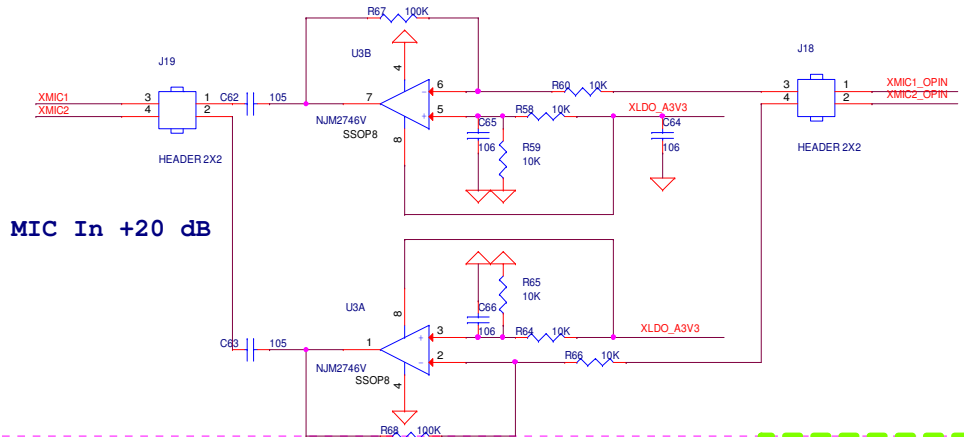 R67 100K
J19
U3B
J18
4
XMIC1 3 1 C62 105 7 6 R60 10K 3 1 XMIC1_OPIN
XMIC2 4 2 5 R58 10K XLDO_A3V3 4 2 XMIC2_OPIN
NJM2746V
SSOP8
8
C65
106
R59
10K
C64
106
HEADER 2X2
HEADER 2X2
MIC In +20 dB
R65
10K
U3A
8
C66
106
3 R64 10K XLDO_A3V3
C63 105 1 2 R66 10K
NJM2746V
SSOP8
4
R68 100K